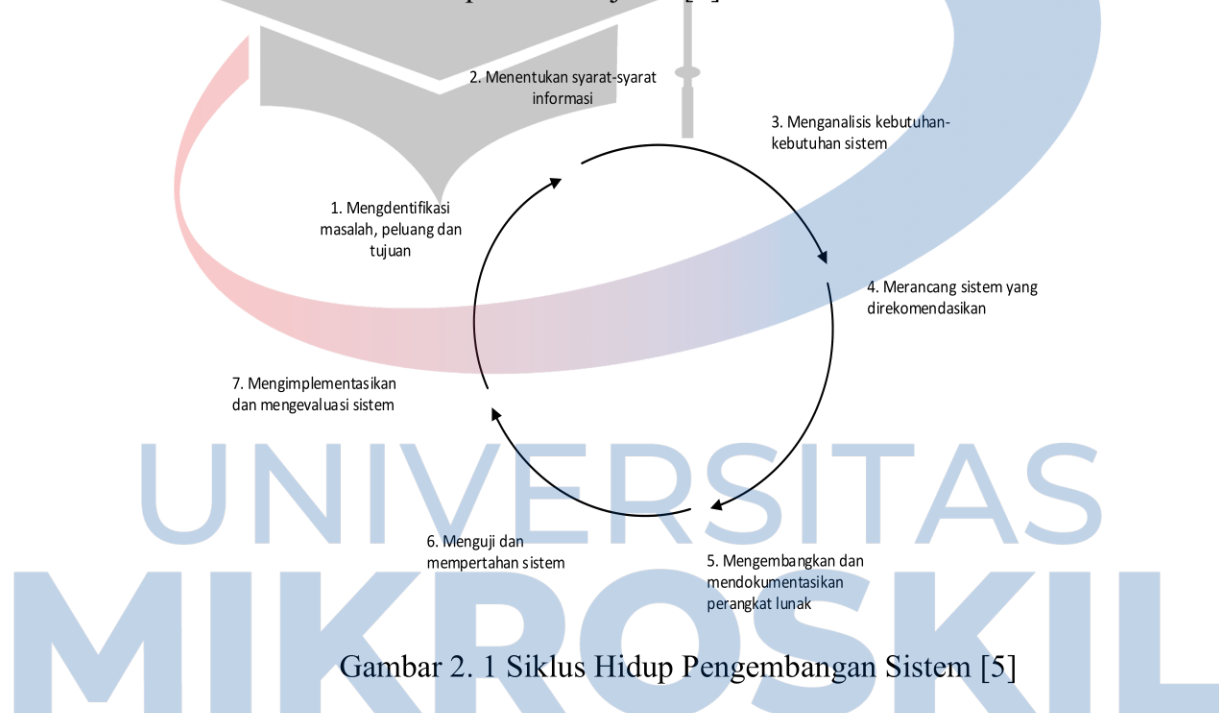 2. Menentukan syarat-syarat
informasi
3. Menganalisis kebutuhan-
kebutuhan sistem
1. Mengdentifikasi
masalah, peluang dan
tujuan
4. Merancang sistem yang
direkomendasikan
7. Mengimplementasikan
dan mengevaluasi sistem
UNIVERSITAS
6. Menguji dan
mempertahan sistem
5. Mengembangkan dan
mendokumentasikan
perangkat lunak
MIKROSKIL
Gambar 2. 1 Siklus Hidup Pengembangan Sistem [5]